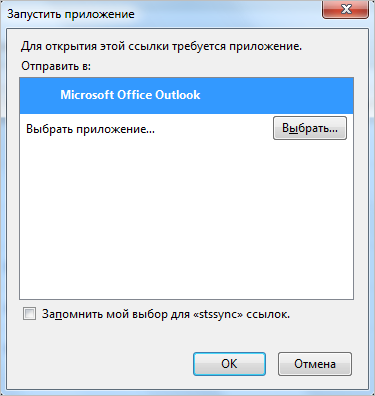 Запустить приложение
Для открытия этой ссылки требуется приложение.
Отправить в:
Microsoft Office Outlook
Выбрать приложение...
Выбрать...
Запомнить мой выбор для «stssync» ссылок.
OK
Отмена